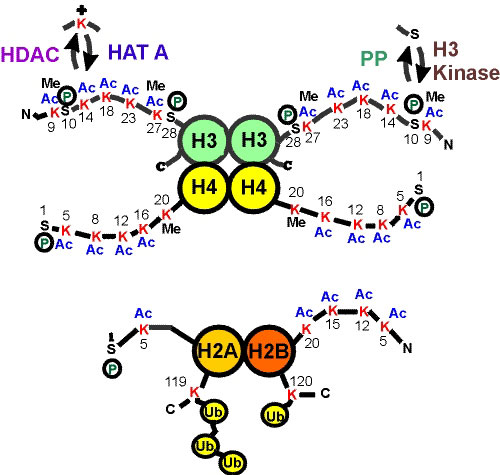 +
K
S
HDAC HAT A
PP H3
Kinase
Me Ac Ac Ac Me
Ac P Ac P
N K S K K K K S
9 10 14 18 23 27 28
Me Ac Ac Me
P Ac Ac P Ac
S K K K K S K N
28 27 23 18 14 10 9
H3 H3
C C
H4 H4
1 5 8 12 16 20
S K K K K K
P Ac Ac Ac Ac Me
20 16 12 8 5 1
K K K K K S
Me Ac Ac Ac Ac P
Ac
S K
5
P
H2A H2B
Ac Ac Ac Ac
K K K K N
20 15 12 5
119 120
K K C
C
Ub Ub
Ub
Ub